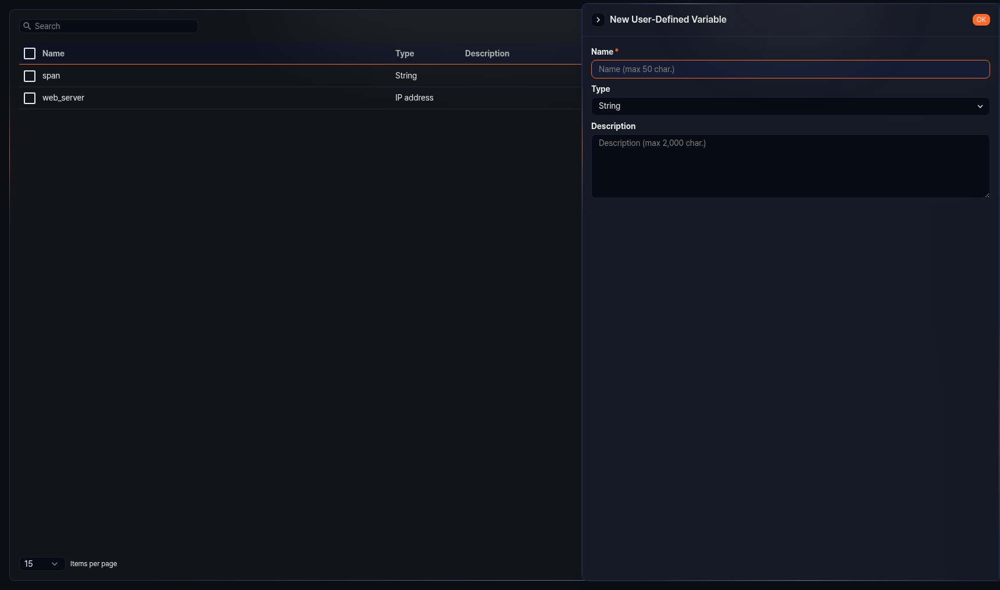 Search
Name Type Description
span String
web_server IP address
15 Items per page
New User-Defined Variable OK
Name *
Name (max 50 char.)
Type
String
Description
Description (max 2,000 char.)